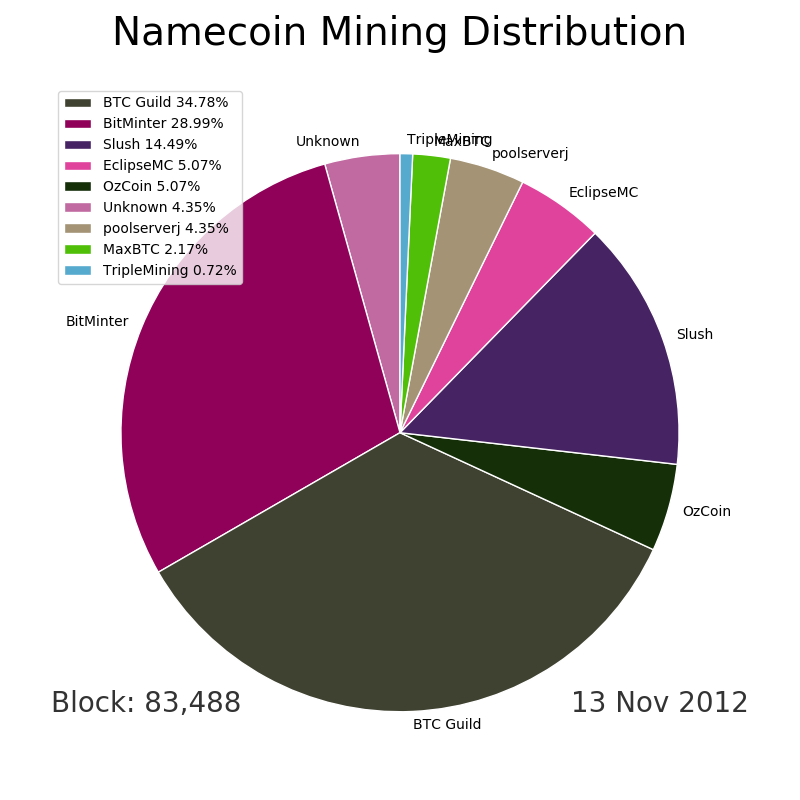 Namecoin Mining Distribution
BTC Guild 34.78%
BitMinter 28.99%
Slush 14.49%
EclipseMC 5.07%
OzCoin 5.07%
Unknown 4.35%
poolserverj 4.35%
MaxBTC 2.17%
TripleMining 0.72%
Unknown
TripleMining
MaxBTC
poolserverj
EclipseMC
BitMinter
Slush
OzCoin
BTC Guild
Block: 83,488
13 Nov 2012